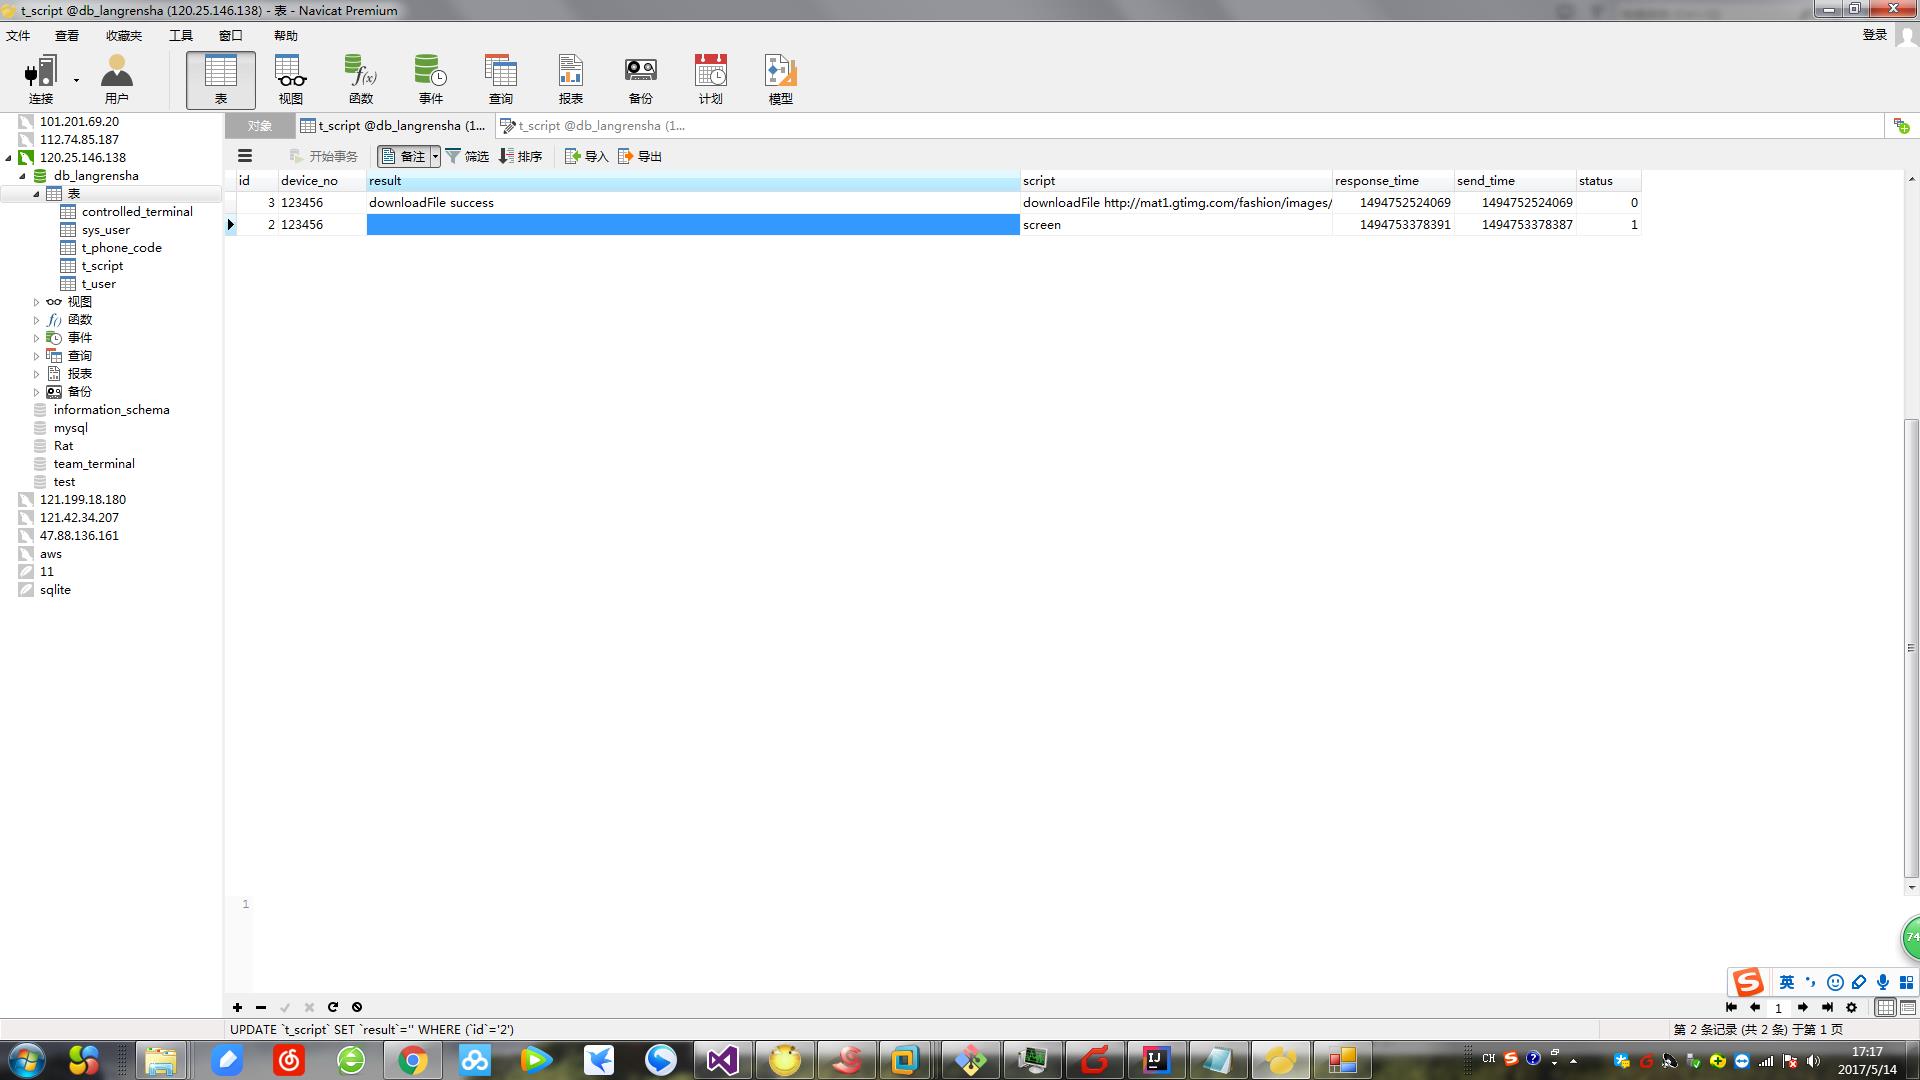 t_script @db_langrensha (120.25.146.138) - 表 - Navicat Premium
文件 查看 收藏夹 工具 窗口 帮助 登录
连接 用户 表 视图 函数 事件 查询 报表 备份 计划 模型
101.201.69.20
112.74.85.187
120.25.146.138
db_langrensha
表
controlled_terminal
sys_user
t_phone_code
t_script
t_user
视图
函数
事件
查询
报表
备份
information_schema
mysql
Rat
team_terminal
test
121.199.18.180
121.42.34.207
47.88.136.161
aws
11
sqlite
对象 t_script @db_langrensha (1... t_script @db_langrensha (1...
开始事务 备注 筛选 排序 导入 导出
id device_no result script response_time send_time status
3 123456 downloadFile success downloadFile http://mat1.gtimg.com/fashion/images/ 1494752524069 1494752524069 0
2 123456 screen 1494753378391 1494753378387 1
1
74
英
1
UPDATE `t_script` SET `result`='' WHERE (`id`='2')
第 2 条记录 (共 2 条) 于第 1 页
CH
17:17
2017/5/14